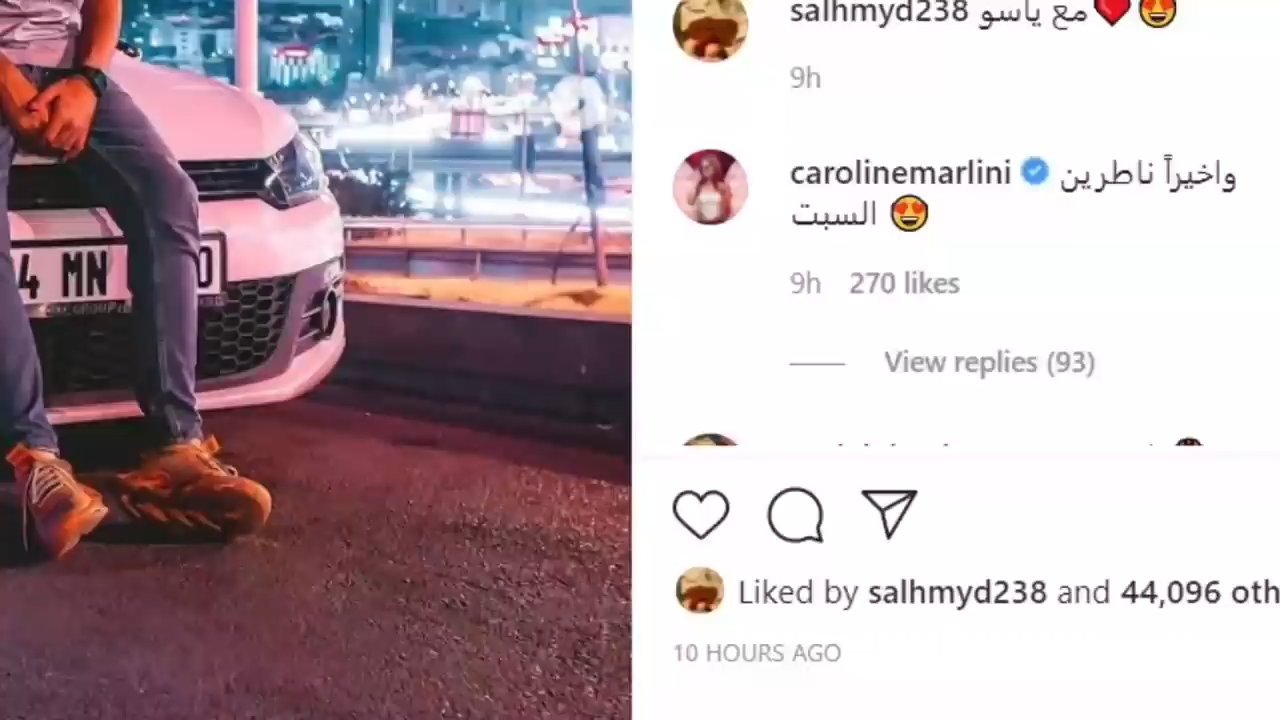 salhmyd238 مع ياسو❤️😍
9h
carolinemarlini واخيراً ناطرين
السبت 😍
9h 270 likes
View replies (93)
4 MN
Liked by salhmyd238 and 44,096 oth
10 HOURS AGO